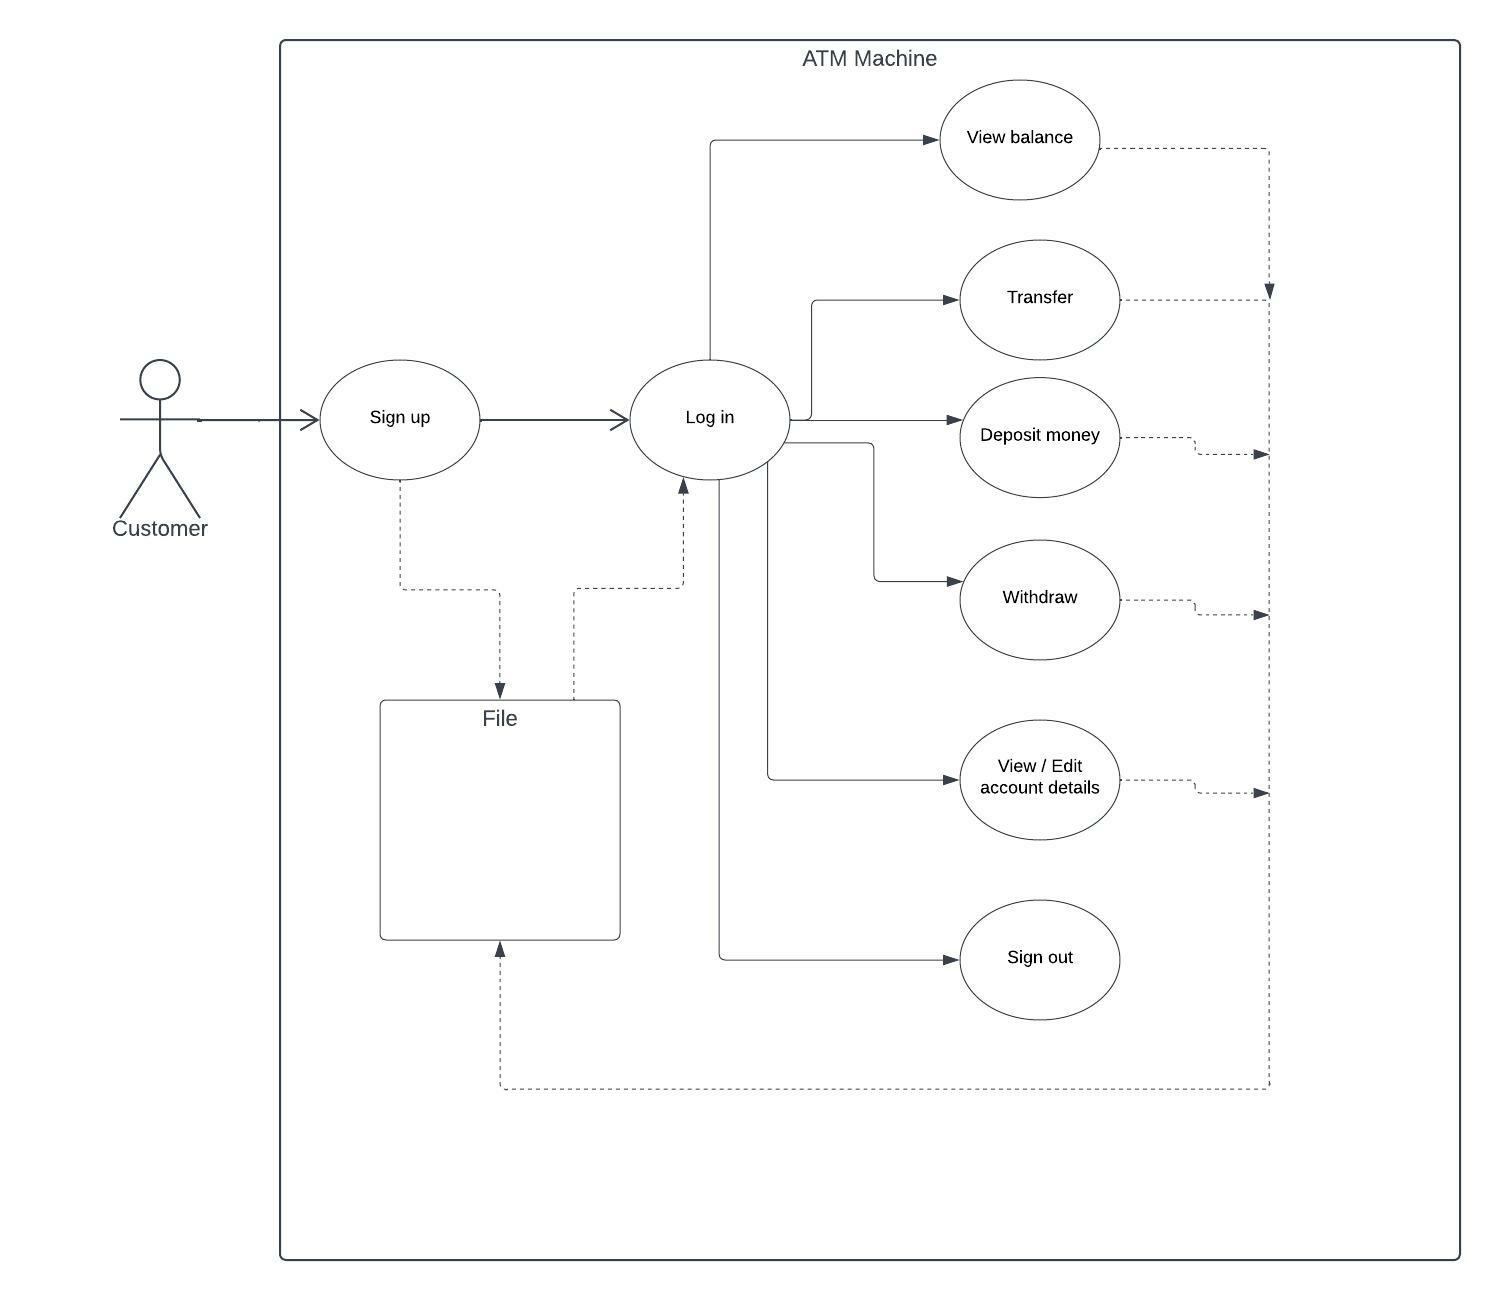 ATM Machine
View balance
Transfer
Sign up
Log in
Deposit money
Customer
Withdraw
File
View / Edit
account details
Sign out